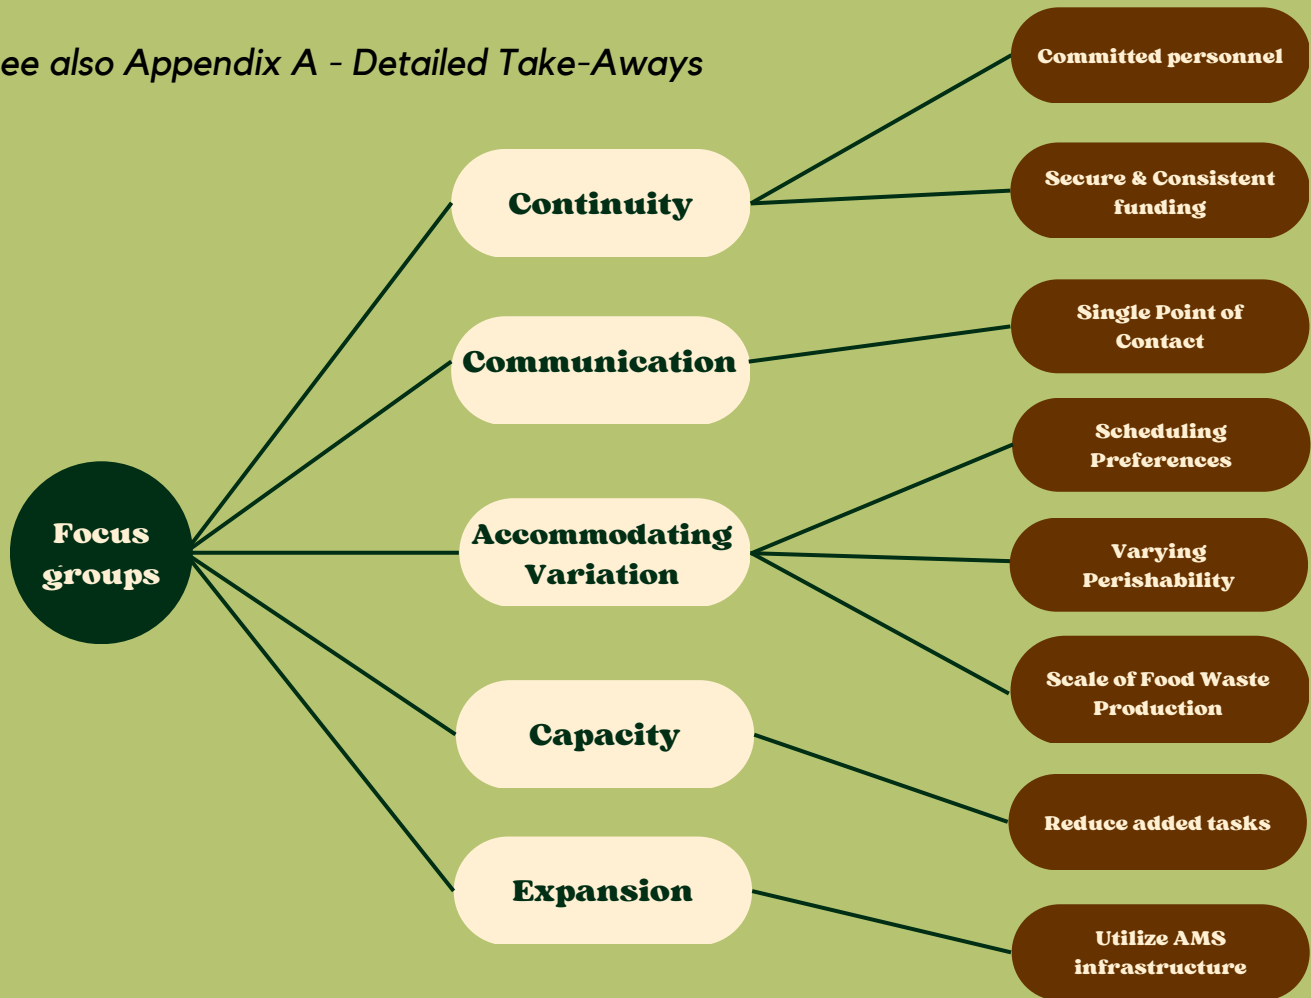 ee also Appendix A - Detailed Take-Aways
Committed personnel
Continuity
Secure & Consistent
funding
Communication
Single Point of
Contact
Focus
groups
Accommodating
Variation
Scheduling
Preferences
Varying
Perishability
Scale of Food Waste
Production
Capacity
Reduce added tasks
Expansion
Utilize AMS
infrastructure